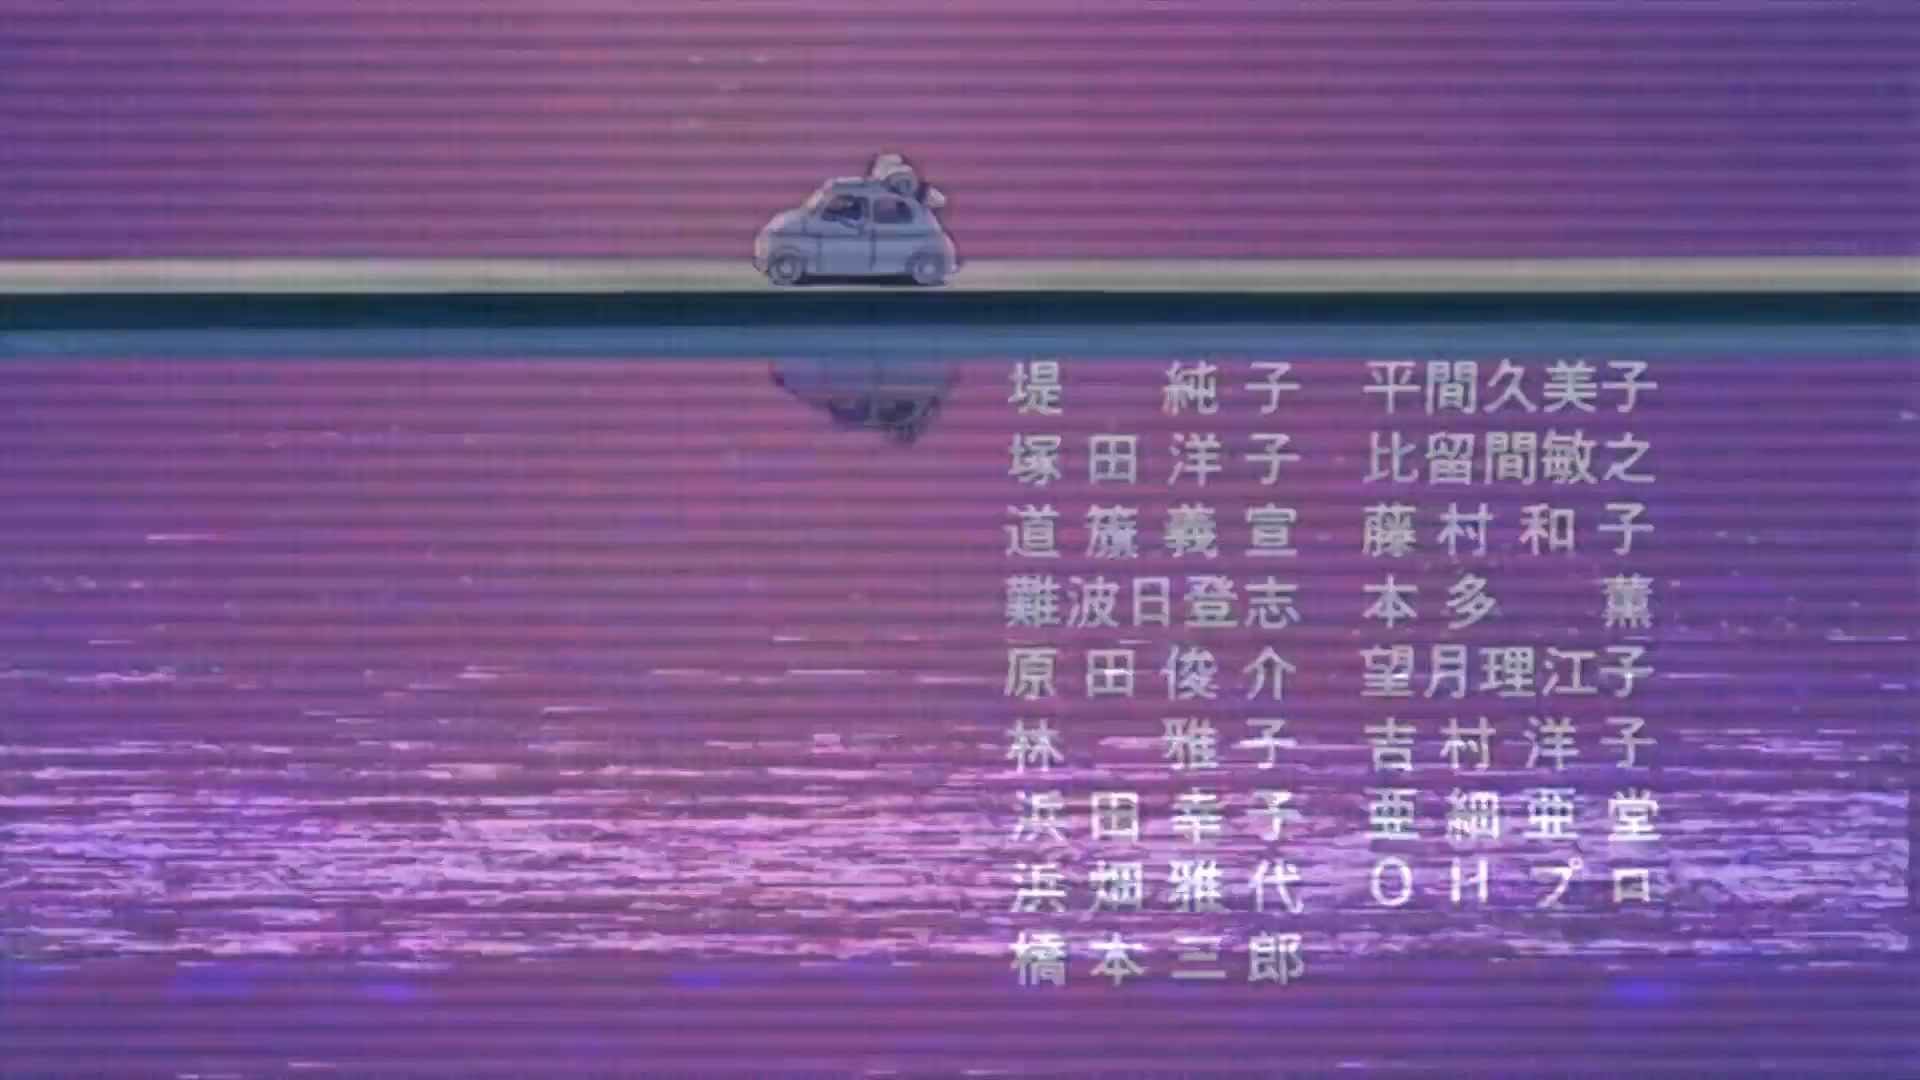 堤 純子 平間久美子
塚田洋子 比留間敏之
道籏義宣 藤村和子
難波日登志 本多 薫
原田俊介 望月理江子
林 雅子 吉村洋子
浜田幸子 亜細亜堂
浜畑雅代 OHプロ
橋本三郎